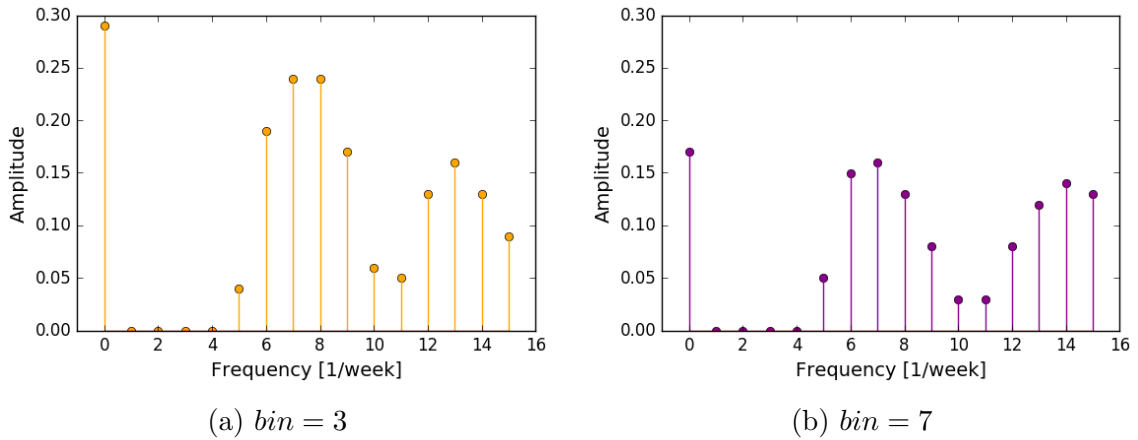 0.30
0.25
0.20
0.15
0.10
0.05
0.00
Amplitude
0 2 4 6 8 10 12 14 16
Frequency [1/week]
(a) bin = 3
0.30
0.25
0.20
0.15
0.10
0.05
0.00
Amplitude
0 2 4 6 8 10 12 14 16
Frequency [1/week]
(b) bin = 7